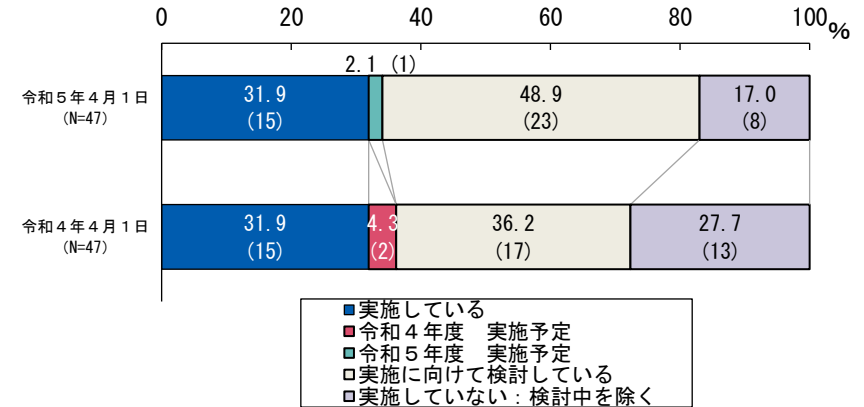 0 20 40 60 80 100 %
2.1 (1)
令和５年４月１日
(N=47)
31.9
(15)
48.9
(23)
17.0
(8)
令和４年４月１日
(N=47)
31.9
(15)
4.3
(2)
36.2
(17)
27.7
(13)
実施している
令和４年度　実施予定
令和５年度　実施予定
実施に向けて検討している
実施していない：検討中を除く